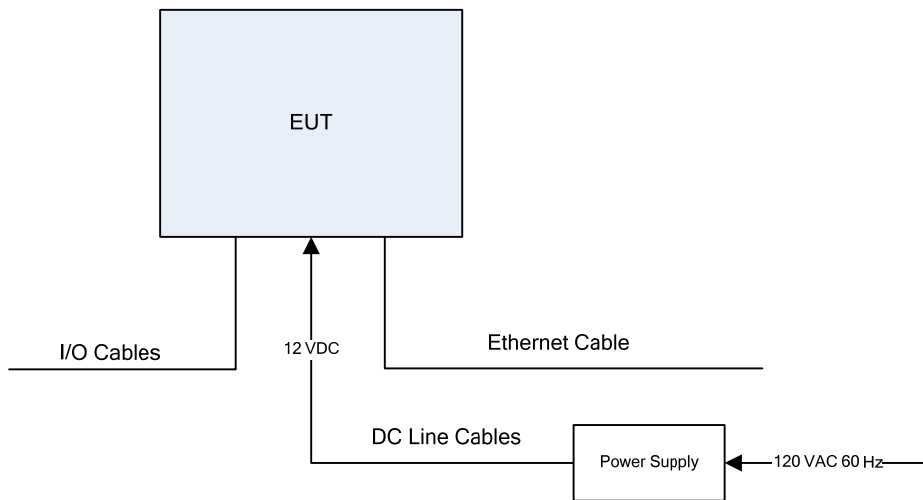 EUT
I/O Cables
12 VDC
Ethernet Cable
DC Line Cables
Power Supply
120 VAC 60 Hz